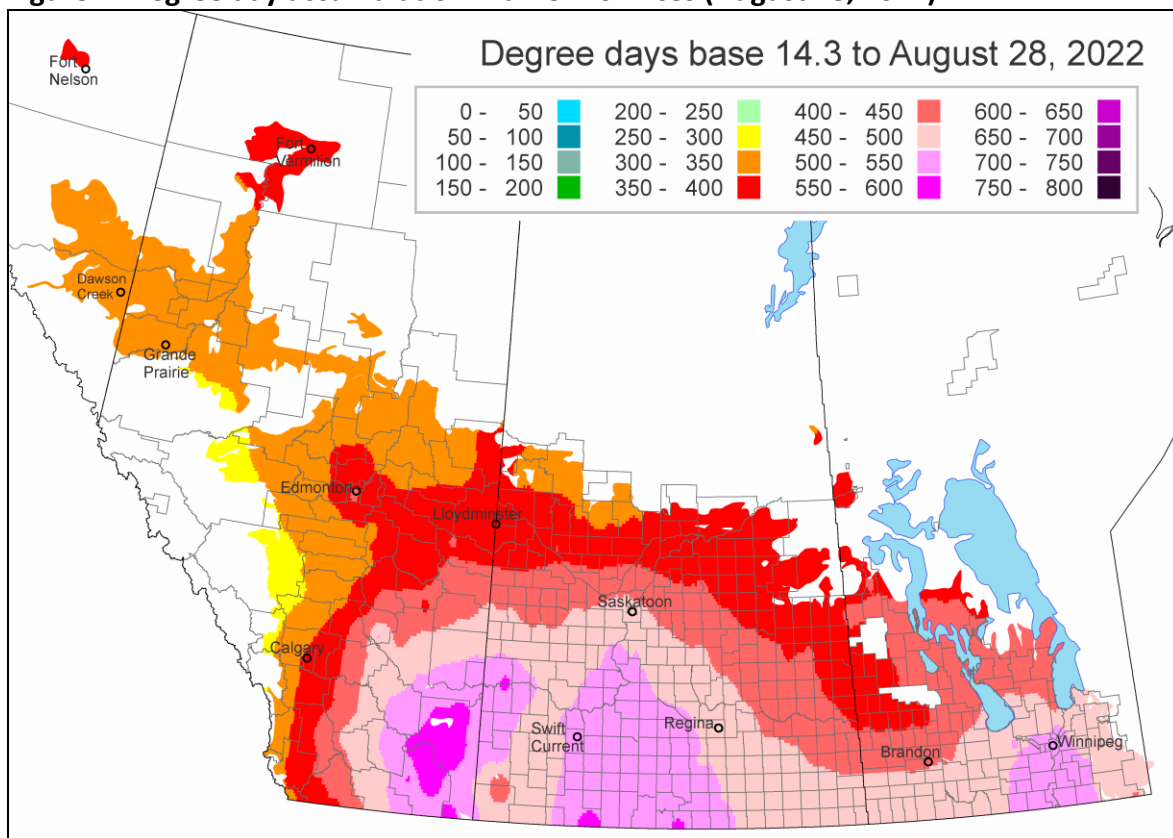 Degree days base 14.3 to August 28, 2022
0 - 50 200 - 250 400 - 450 600 - 650
50 - 100 250 - 300 450 - 500 650 - 700
100 - 150 300 - 350 500 - 550 700 - 750
150 - 200 350 - 400 550 - 600 750 - 800
Fort
Nelson
Fort
Vermilion
Dawson
Creek
Grande
Prairie
Edmonton
Lloydminster
Saskatoon
Calgary
Swift
Current
Regina
Brandon
Winnipeg